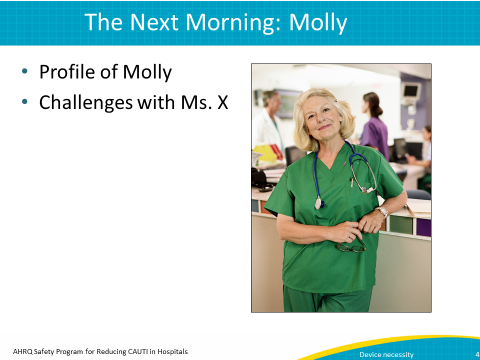 The Next Morning: Molly
• Profile of Molly
• Challenges with Ms. X
AHRQ Safety Program for Reducing CAUTI in Hospitals
Device necessity
4